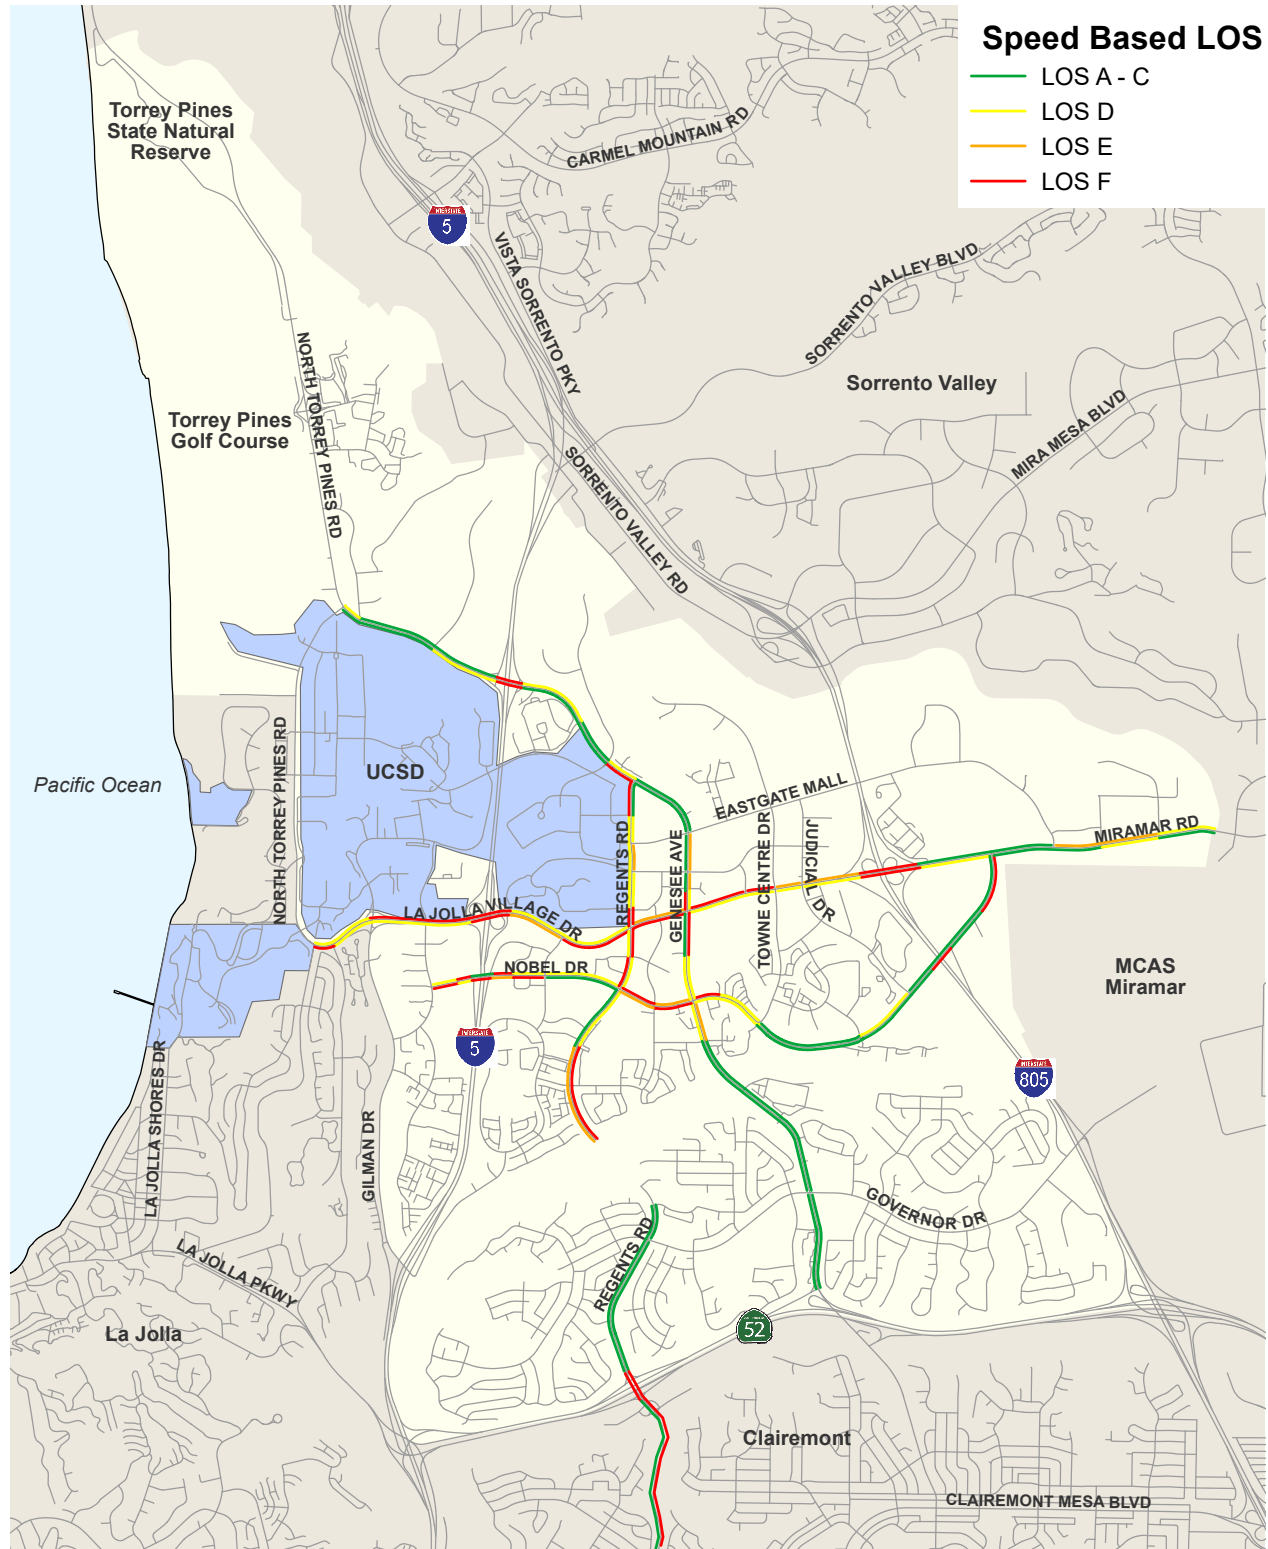 Speed Based LOS
LOS A - C
LOS D
LOS E
LOS F
Torrey Pines
State Natural
Reserve
CARMEL MOUNTAIN RD
INTERSTATE
5
VISTA SORRENTO PKY
SORRENTO VALLEY BLVD
NORTH TORREY PINES RD
Sorrento Valley
Torrey Pines
Golf Course
MIRA MESA BLVD
SORRENTO VALLEY RD
Pacific Ocean
NORTH TORREY PINES RD
UCSD
EASTGATE MALL
REGENTS RD
GENESEE AVE
TOWNE CENTRE DR
JUDICIAL DR
MIRAMAR RD
LA JOLLA VILLAGE DR
NOBEL DR
MCAS
Miramar
INTERSTATE
5
INTERSTATE
805
LA JOLLA SHORES DR
GILMAN DR
GOVERNOR DR
REGENTS RD
LA JOLLA PKWY
La Jolla
52
Clairemont
CLAIREMONT MESA BLVD